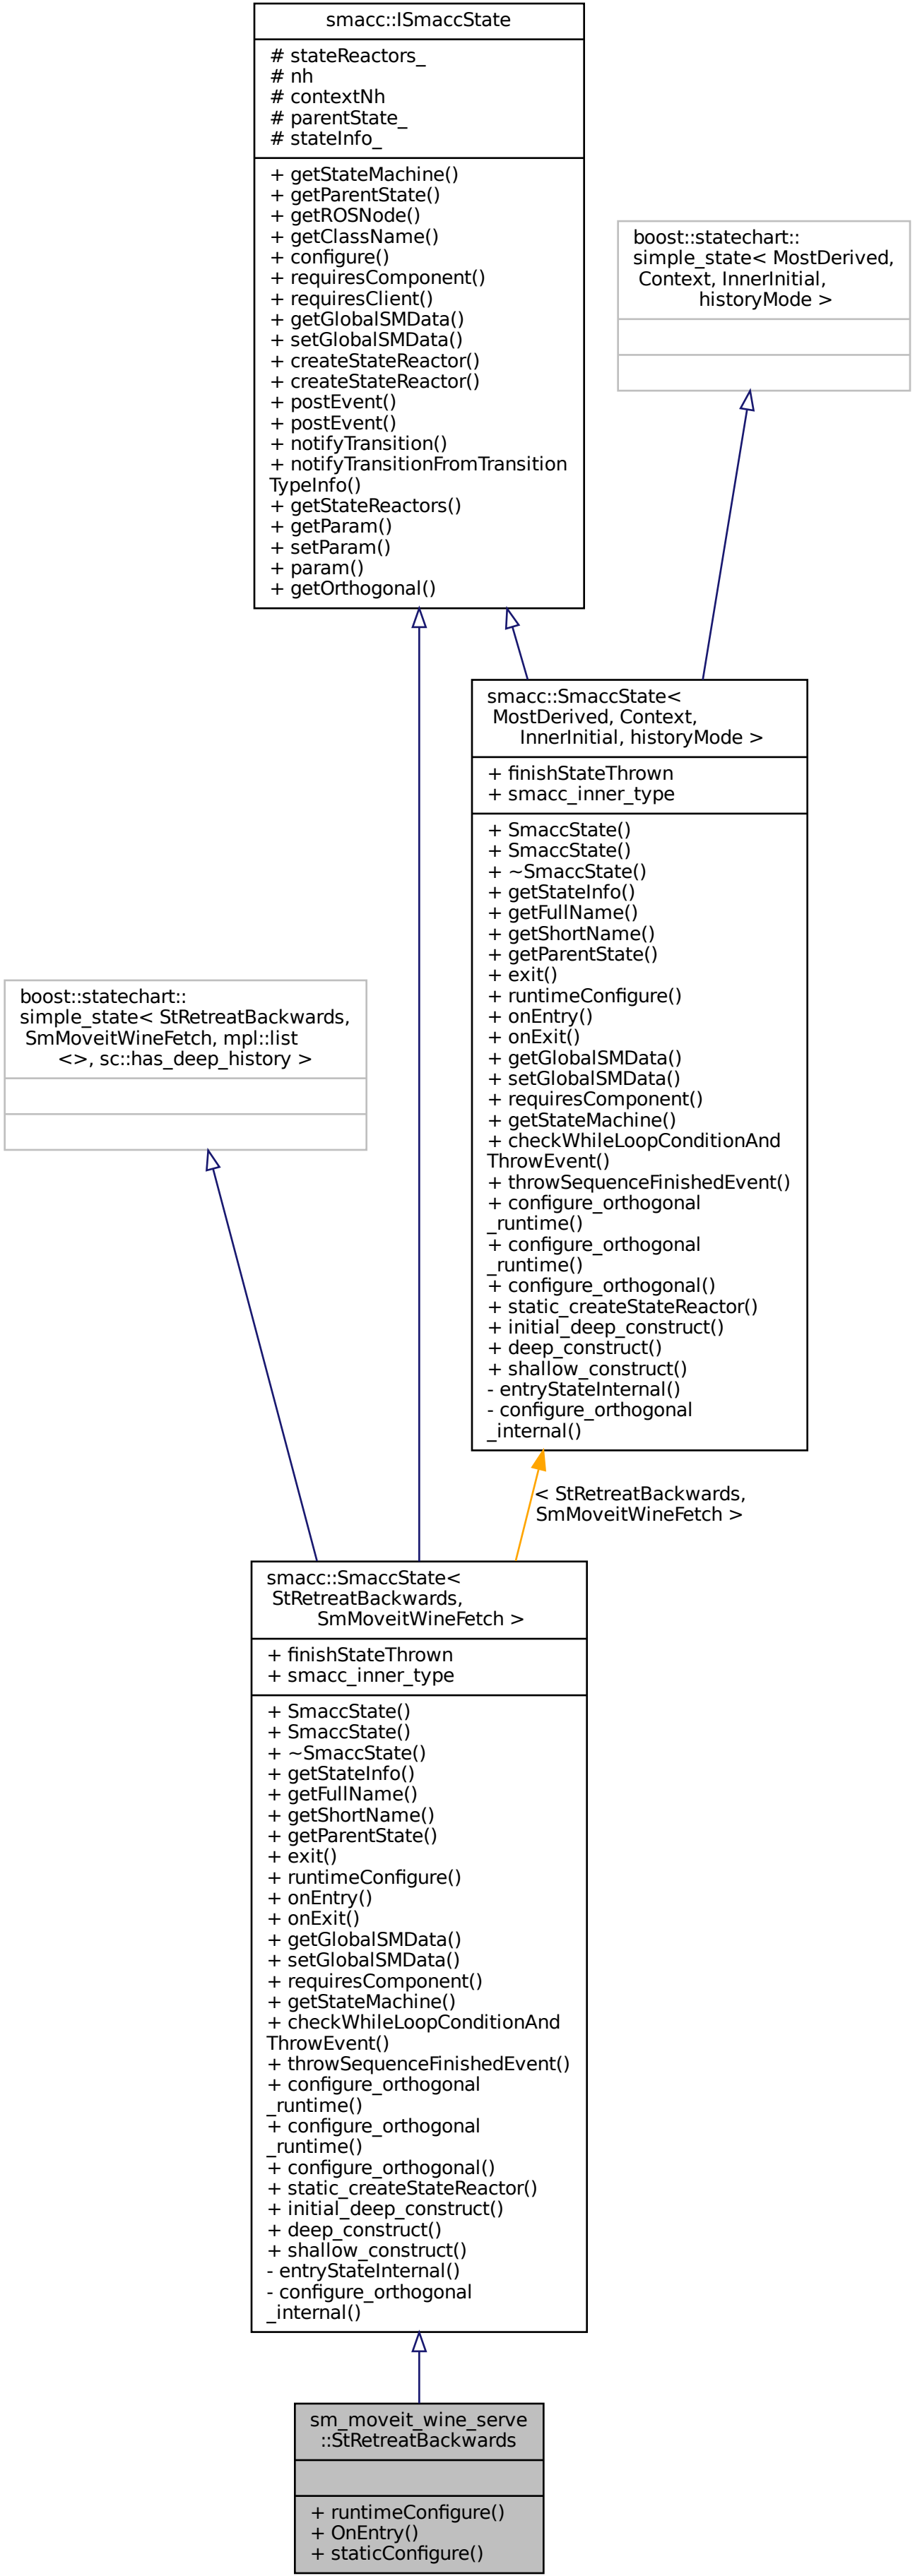 smacc::ISmaccState
# stateReactors_
# nh
# contextNh
# parentState_
# stateInfo_
+ getStateMachine()
+ getParentState()
+ getROSNode()
+ getClassName()
+ configure()
+ requiresComponent()
+ requiresClient()
+ getGlobalSMData()
+ setGlobalSMData()
+ createStateReactor()
+ createStateReactor()
+ postEvent()
+ postEvent()
+ notifyTransition()
+ notifyTransitionFromTransition
TypeInfo()
+ getStateReactors()
+ getParam()
+ setParam()
+ param()
+ getOrthogonal()
boost::statechart::
simple_state< MostDerived,
Context, InnerInitial,
historyMode >
smacc::SmaccState<
MostDerived, Context,
InnerInitial, historyMode >
+ finishStateThrown
+ smacc_inner_type
+ SmaccState()
+ SmaccState()
+ ~SmaccState()
+ getStateInfo()
+ getFullName()
+ getShortName()
+ getParentState()
+ exit()
+ runtimeConfigure()
+ onEntry()
+ onExit()
+ getGlobalSMData()
+ setGlobalSMData()
+ requiresComponent()
+ getStateMachine()
+ checkWhileLoopConditionAnd
ThrowEvent()
+ throwSequenceFinishedEvent()
+ configure_orthogonal
_runtime()
+ configure_orthogonal
_runtime()
+ configure_orthogonal()
+ static_createStateReactor()
+ initial_deep_construct()
+ deep_construct()
+ shallow_construct()
- entryStateInternal()
- configure_orthogonal
_internal()
boost::statechart::
simple_state< StRetreatBackwards,
SmMoveitWineFetch, mpl::list
<>, sc::has_deep_history >
< StRetreatBackwards,
SmMoveitWineFetch >
smacc::SmaccState<
StRetreatBackwards,
SmMoveitWineFetch >
+ finishStateThrown
+ smacc_inner_type
+ SmaccState()
+ SmaccState()
+ ~SmaccState()
+ getStateInfo()
+ getFullName()
+ getShortName()
+ getParentState()
+ exit()
+ runtimeConfigure()
+ onEntry()
+ onExit()
+ getGlobalSMData()
+ setGlobalSMData()
+ requiresComponent()
+ getStateMachine()
+ checkWhileLoopConditionAnd
ThrowEvent()
+ throwSequenceFinishedEvent()
+ configure_orthogonal
_runtime()
+ configure_orthogonal
_runtime()
+ configure_orthogonal()
+ static_createStateReactor()
+ initial_deep_construct()
+ deep_construct()
+ shallow_construct()
- entryStateInternal()
- configure_orthogonal
_internal()
sm_moveit_wine_serve
::StRetreatBackwards
+ runtimeConfigure()
+ OnEntry()
+ staticConfigure()